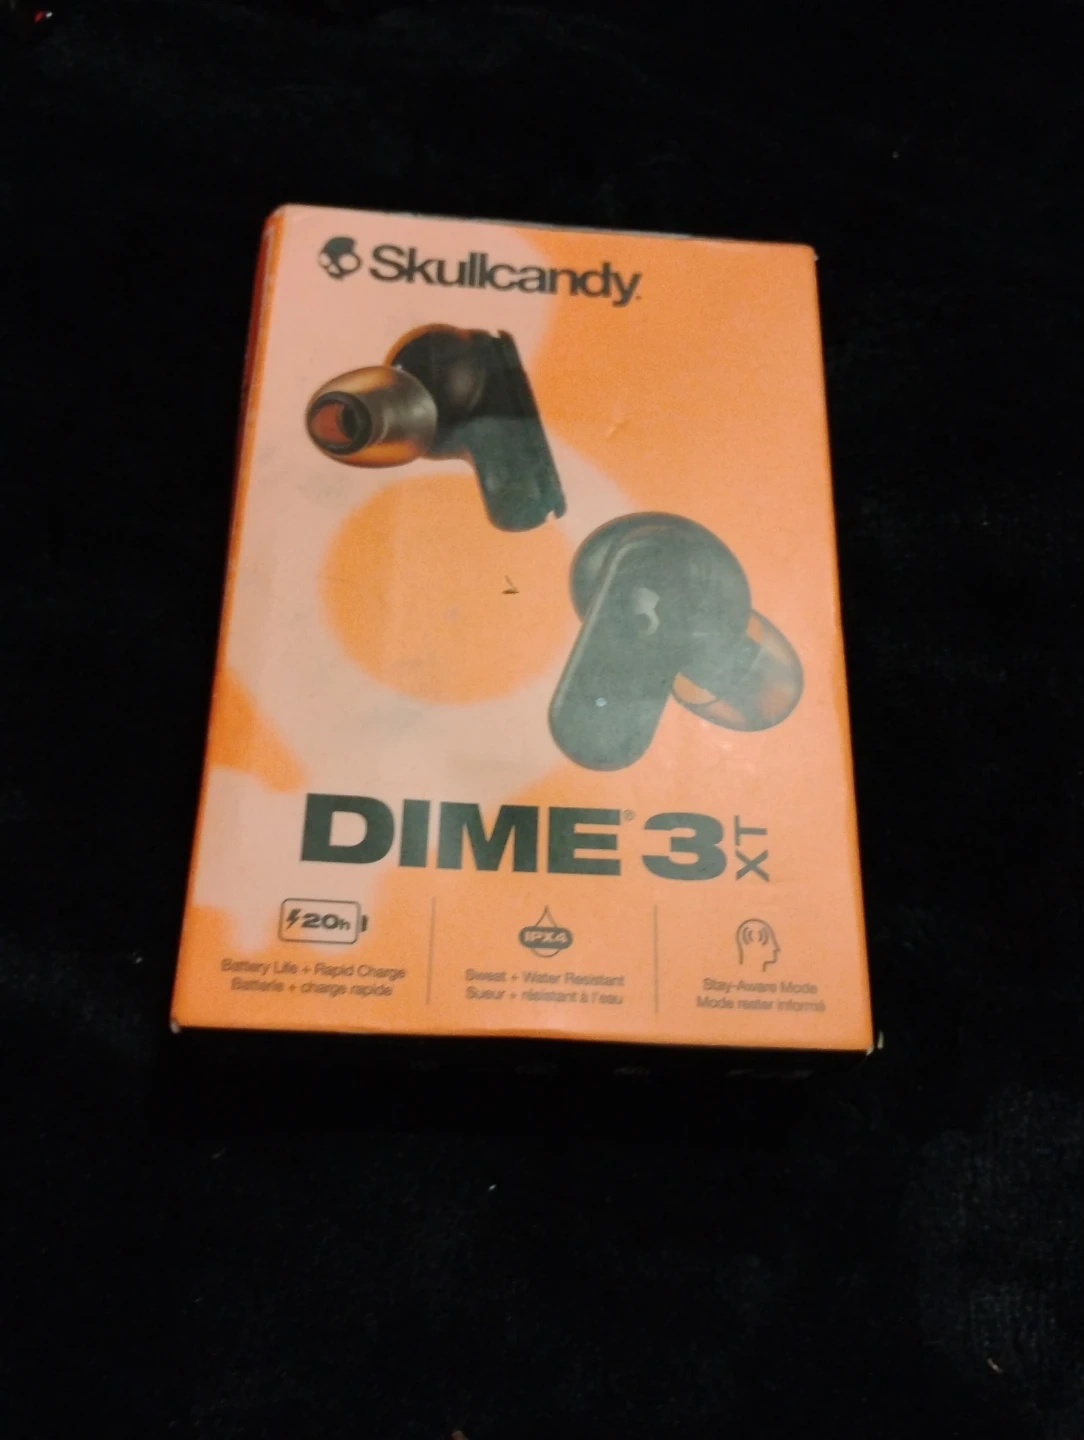 Skullcandy.
DIME® 3 XT
20h
Battery Life + Rapid Charge
Batterie + charge rapide
IPX4
Sweat + Water Resistant
Sueur + résistant à l'eau
Stay-Aware Mode
Mode rester informé